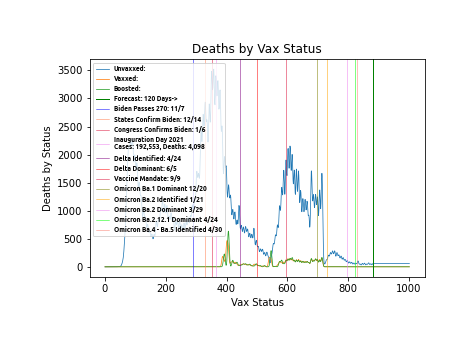 Deaths by Vax Status
Deaths by Vax Status
3500
3000
2500
2000
1500
1000
500
0
Unvaxxed:
Vaxxed:
Boosted:
Forecast: 120 Days->
Biden Passes 270: 11/7
States Confirm Biden: 12/14
Congress Confirms Biden: 1/6
Inauguration Day 2021
Cases: 192,553, Deaths: 4,098
Delta Identified: 4/24
Delta Dominant: 6/5
Vaccine Mandate: 9/9
Omicron Ba.1 Dominant 12/20
Omicron Ba.2 Identified 1/21
Omicron Ba.2 Dominant 3/29
Omicron Ba.2.12.1 Dominant 4/24
Omicron Ba.4 - Ba.5 Identified 4/30
0
200
400
600
800
1000
Vax Status